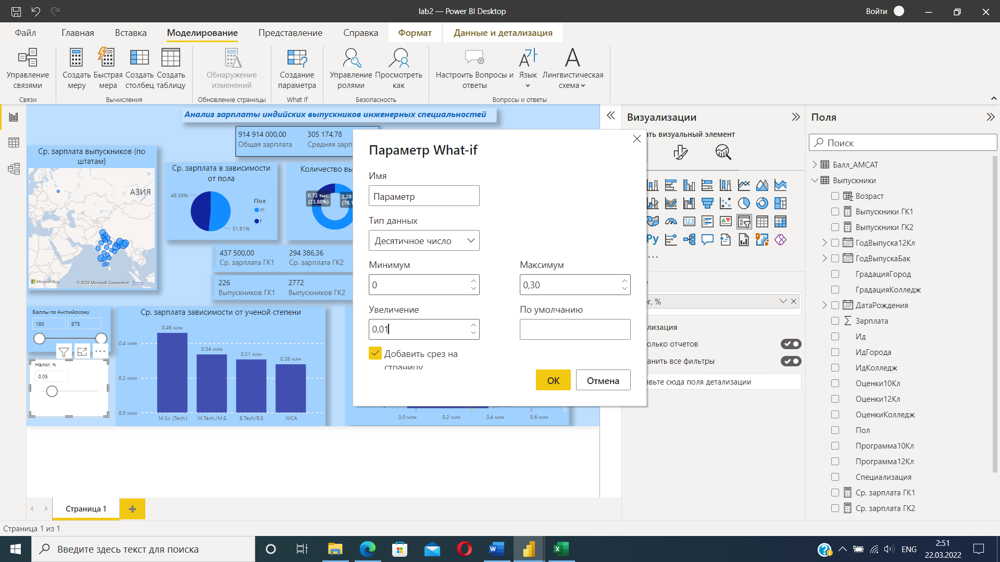 lab2 — Power BI Desktop
Войти
Файл
Главная
Вставка
Моделирование
Представление
Справка
Формат
Данные и детализация
Управление связями
Создать меру
Быстрая мера
Создать столбец
Создать таблицу
Обнаружение изменений
Создание параметра
Управление ролями
Просмотреть как
Настроить Вопросы и ответы
Язык
Лингвистическая схема
Связи
Вычисления
Обновление страницы
What If
Безопасность
Вопросы и ответы
Анализ зарплаты индийских выпускников инженерных специальностей
914 914 000,00
305 174,78
Общая зарплата
Средняя зарп
Ср. зарплата выпускников (по штатам)
АЗИЯ
Microsoft Bing
© 2022 Microsoft Corporation
Terms
Ср. зарплата в зависимости от пола
48,39%
51,61%
Пол
m
f
Количество вы
0,72 тыс.
(23,88%)
2,28
(76,1
437 500,00
294 386,36
Ср. зарплата ГК1
Ср. зарплата ГК2
226
2772
Выпускников ГК1
Выпускников ГК2
Баллы по Английскому
180
875
Налог, %
0,05
Ср. зарплата зависимости от ученой степени
0,4 млн
0,2 млн
0,0 млн
0,46 млн
0,34 млн
0,31 млн
0,28 млн
M.Sc. (Tech.)
M.Tech./M.E.
B.Tech/B.E.
MCA
0,0 млн
0,2 млн
0,4 млн
0,6 млн
Параметр What-if
Имя
Параметр
Тип данных
Десятичное число
Минимум
Максимум
0
0,30
Увеличение
По умолчанию
0,01
Добавить срез на
страницу
ОК
Отмена
Визуализации
ать визуальный элемент
123
Py
...
г, %
лизация
олько отчетов
анить все фильтры
авьте сюда поля детализации
Поля
Поиск
Балл_АМСАТ
Выпускники
Возраст
Выпускники ГК1
Выпускники ГК2
ГодВыпуска12Кл
ГодВыпускаБак
ГрадацияГород
ГрадацияКолледж
ДатаРождения
Зарплата
Ид
ИдГорода
ИдКолледж
Оценки10Кл
Оценки12Кл
ОценкиКолледж
Пол
Программа10Кл
Программа12Кл
Специализация
Ср. зарплата ГК1
Ср. зарплата ГК2
Страница 1
Страница 1 из 1
Введите здесь текст для поиска
ENG
2:51
22.03.2022